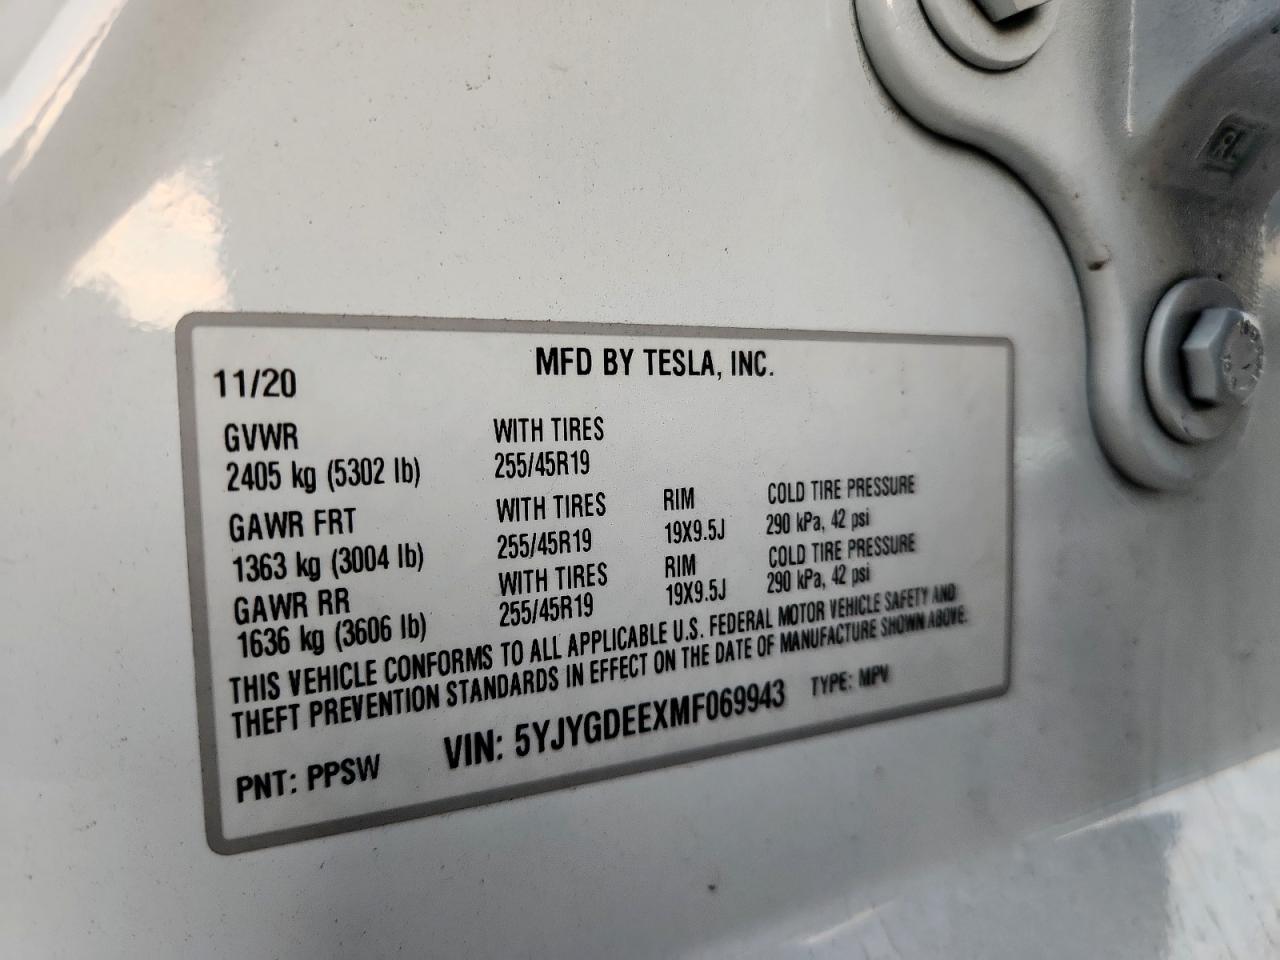 MFD BY TESLA, INC.
11/20
GVWR WITH TIRES
2405 kg (5302 lb) 255/45R19
GAWR FRT WITH TIRES RIM COLD TIRE PRESSURE
1363 kg (3004 lb) 255/45R19 19X9.5J 290 kPa, 42 psi
GAWR RR WITH TIRES RIM COLD TIRE PRESSURE
1636 kg (3606 lb) 255/45R19 19X9.5J 290 kPa, 42 psi
THIS VEHICLE CONFORMS TO ALL APPLICABLE U.S. FEDERAL MOTOR VEHICLE SAFETY AND
THEFT PREVENTION STANDARDS IN EFFECT ON THE DATE OF MANUFACTURE SHOWN ABOVE.
PNT: PPSW VIN: 5YJYGDEEXMF069943 TYPE: MPV